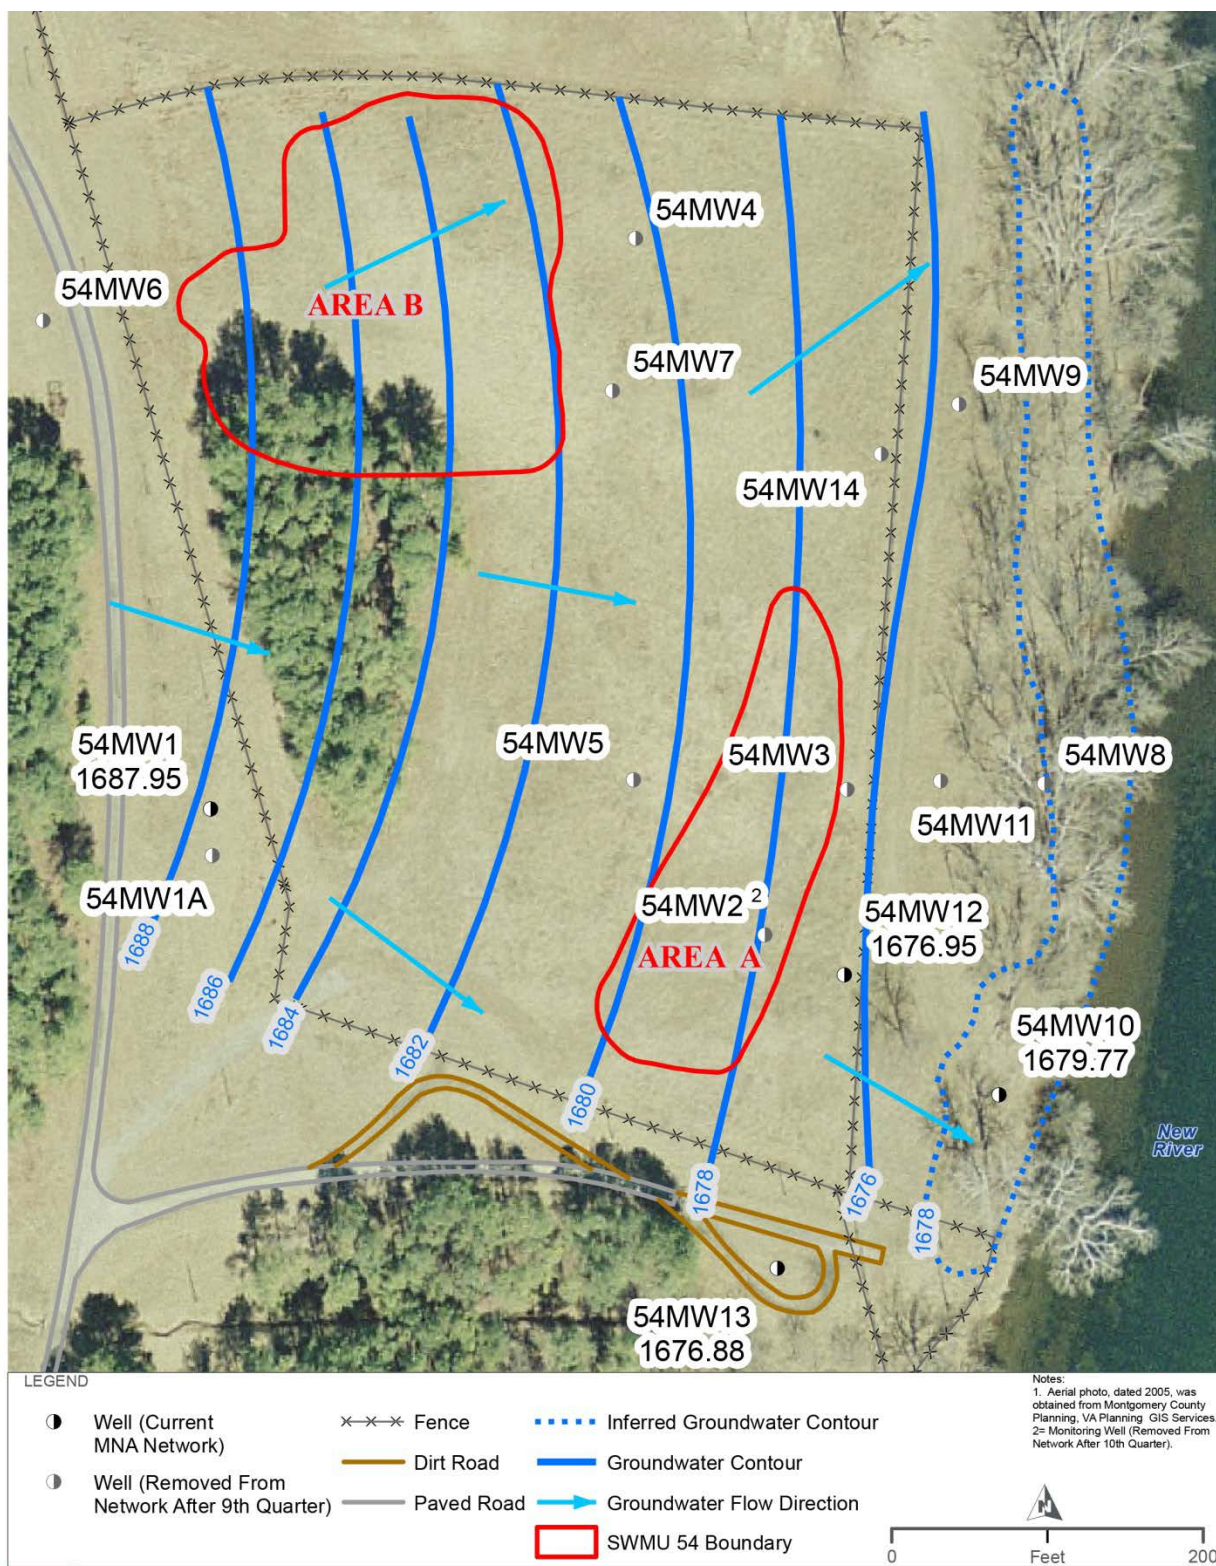 54MW4
54MW6
AREA B
54MW7
54MW9
54MW14
54MW1
1687.95
54MW5
54MW3
54MW8
54MW11
54MW1A
54MW2 2
54MW12
1676.95
AREA A
1688
1686
1684
1682
1680
1678
1676
1678
54MW10
1679.77
New
River
54MW13
1676.88
LEGEND
Well (Current
MNA Network)
Well (Removed From
Network After 9th Quarter)
Fence
Dirt Road
Paved Road
Inferred Groundwater Contour
Groundwater Contour
Groundwater Flow Direction
SWMU 54 Boundary
Notes:
1. Aerial photo, dated 2005, was
obtained from Montgomery County
Planning, VA Planning GIS Services.
2= Monitoring Well (Removed From
Network After 10th Quarter).
N
0 200
Feet